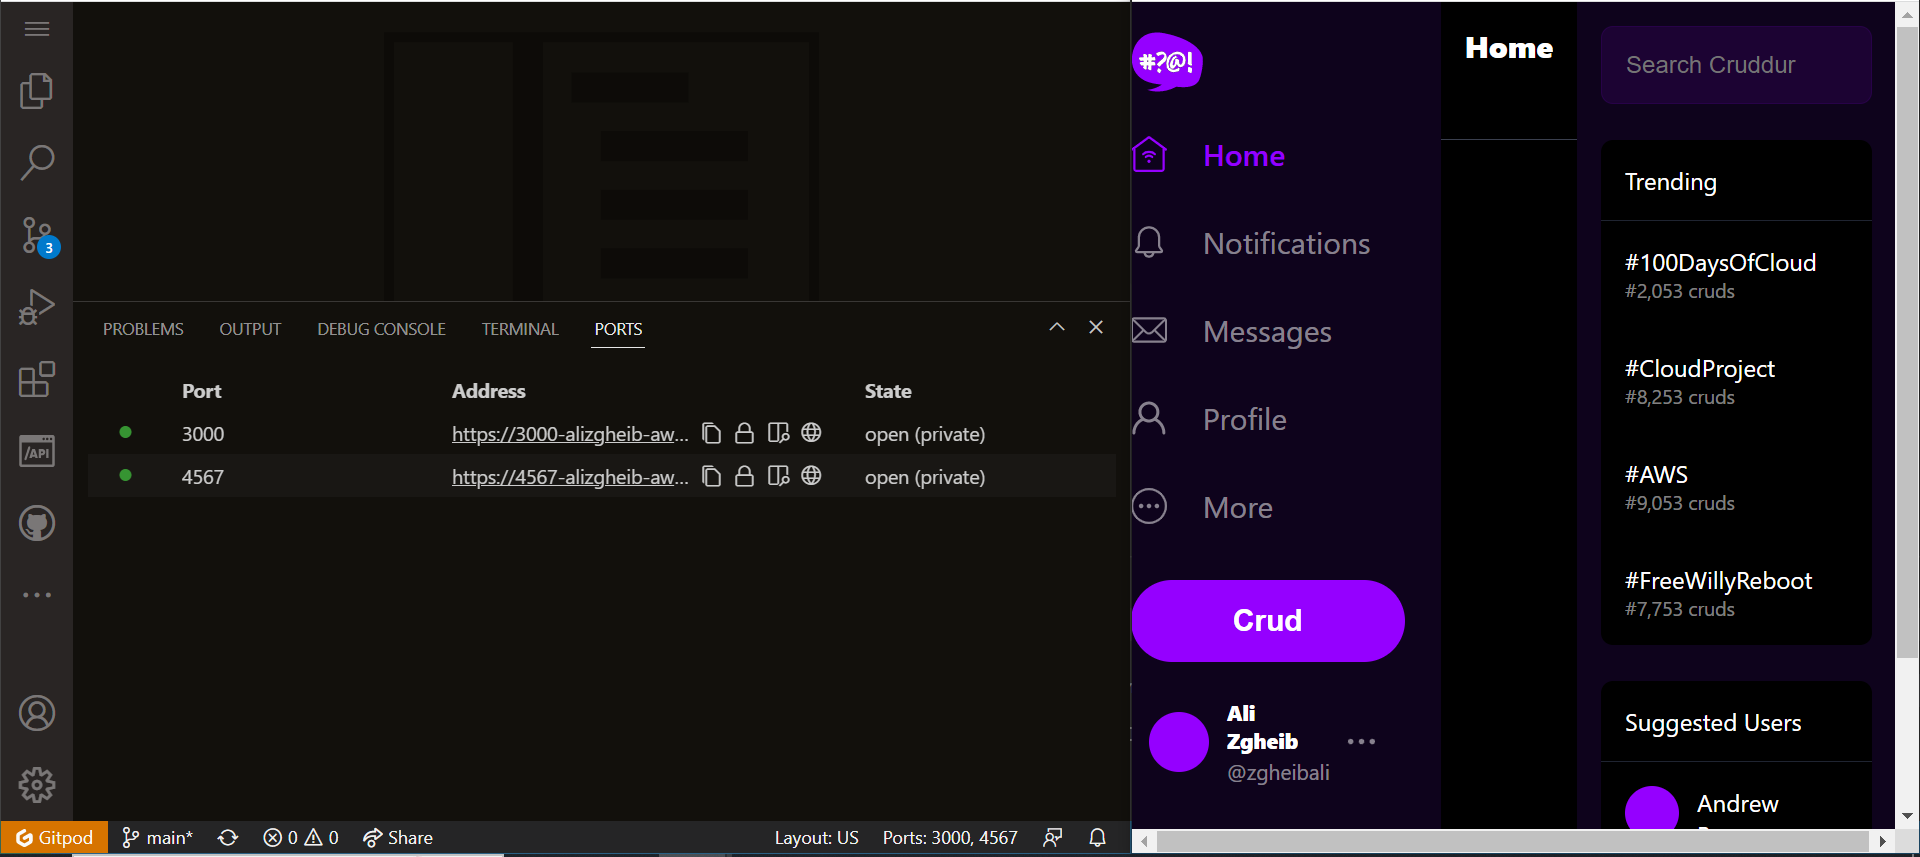 3
/API
PROBLEMS OUTPUT DEBUG CONSOLE TERMINAL PORTS
Port Address State
3000 https://3000-alizgheib-aw... open (private)
4567 https://4567-alizgheib-aw... open (private)
Gitpod main* 0 0 Share Layout: US Ports: 3000, 4567
#?@!
Home
Notifications
Messages
Profile
More
Crud
Ali
Zgheib
@zgheibali
Home
Search Cruddur
Trending
#100DaysOfCloud
#2,053 cruds
#CloudProject
#8,253 cruds
#AWS
#9,053 cruds
#FreeWillyReboot
#7,753 cruds
Suggested Users
Andrew